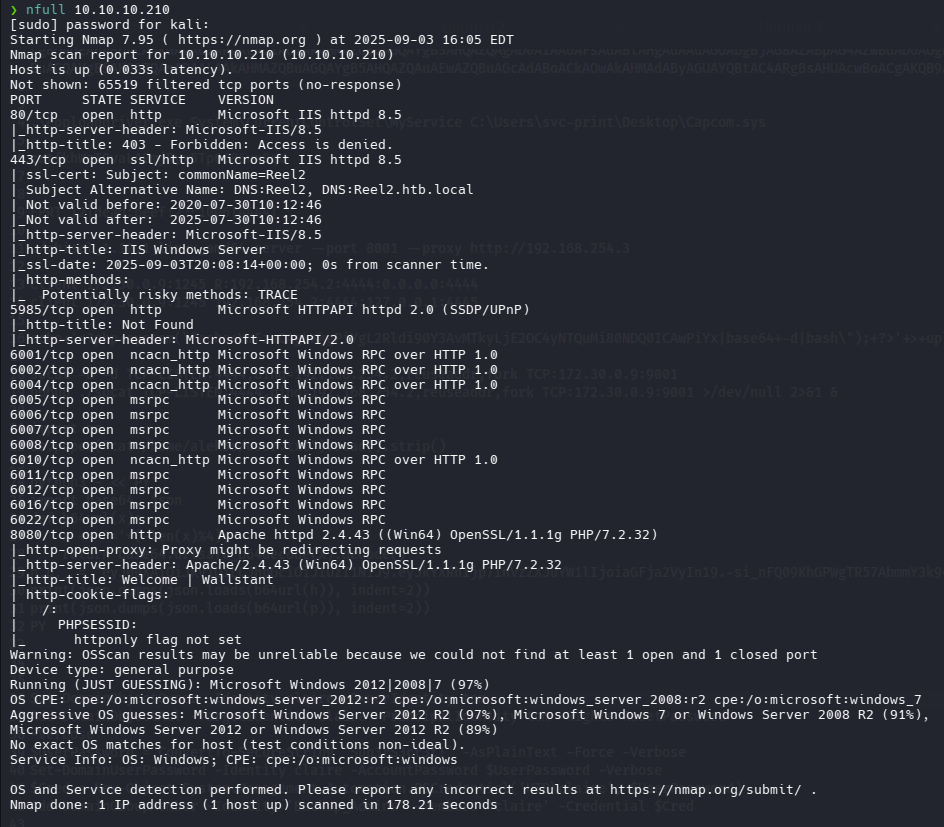 ❯ nfull 10.10.10.210
[sudo] password for kali:
Starting Nmap 7.95 ( https://nmap.org ) at 2025-09-03 16:05 EDT
Nmap scan report for 10.10.10.210 (10.10.10.210)
Host is up (0.033s latency).
Not shown: 65519 filtered tcp ports (no-response)
PORT     STATE SERVICE    VERSION
80/tcp   open  http       Microsoft IIS httpd 8.5
|_http-server-header: Microsoft-IIS/8.5
|_http-title: 403 - Forbidden: Access is denied.
443/tcp  open  ssl/http   Microsoft IIS httpd 8.5
| ssl-cert: Subject: commonName=Reel2
| Subject Alternative Name: DNS:Reel2, DNS:Reel2.htb.local
| Not valid before: 2020-07-30T10:12:46
|_Not valid after:  2025-07-30T10:12:46
|_http-server-header: Microsoft-IIS/8.5
|_http-title: IIS Windows Server
|_ssl-date: 2025-09-03T20:08:14+00:00; 0s from scanner time.
| http-methods:
|_  Potentially risky methods: TRACE
5985/tcp open  http       Microsoft HTTPAPI httpd 2.0 (SSDP/UPnP)
|_http-title: Not Found
|_http-server-header: Microsoft-HTTPAPI/2.0
6001/tcp open  ncacn_http Microsoft Windows RPC over HTTP 1.0
6002/tcp open  ncacn_http Microsoft Windows RPC over HTTP 1.0
6004/tcp open  ncacn_http Microsoft Windows RPC over HTTP 1.0
6005/tcp open  msrpc      Microsoft Windows RPC
6006/tcp open  msrpc      Microsoft Windows RPC
6007/tcp open  msrpc      Microsoft Windows RPC
6008/tcp open  msrpc      Microsoft Windows RPC
6010/tcp open  ncacn_http Microsoft Windows RPC over HTTP 1.0
6011/tcp open  msrpc      Microsoft Windows RPC
6012/tcp open  msrpc      Microsoft Windows RPC
6016/tcp open  msrpc      Microsoft Windows RPC
6022/tcp open  msrpc      Microsoft Windows RPC
8080/tcp open  http       Apache httpd 2.4.43 ((Win64) OpenSSL/1.1.1g PHP/7.2.32)
|_http-open-proxy: Proxy might be redirecting requests
|_http-server-header: Apache/2.4.43 (Win64) OpenSSL/1.1.1g PHP/7.2.32
|_http-title: Welcome | Wallstant
| http-cookie-flags:
|   /:
|     PHPSESSID:
|_      httponly flag not set
Warning: OSScan results may be unreliable because we could not find at least 1 open and 1 closed port
Device type: general purpose
Running (JUST GUESSING): Microsoft Windows 2012|2008|7 (97%)
OS CPE: cpe:/o:microsoft:windows_server_2012:r2 cpe:/o:microsoft:windows_server_2008:r2 cpe:/o:microsoft:windows_7
Aggressive OS guesses: Microsoft Windows Server 2012 R2 (97%), Microsoft Windows 7 or Windows Server 2008 R2 (91%),
Microsoft Windows Server 2012 or Windows Server 2012 R2 (89%)
No exact OS matches for host (test conditions non-ideal).
Service Info: OS: Windows; CPE: cpe:/o:microsoft:windows

OS and Service detection performed. Please report any incorrect results at https://nmap.org/submit/ .
Nmap done: 1 IP address (1 host up) scanned in 178.21 seconds